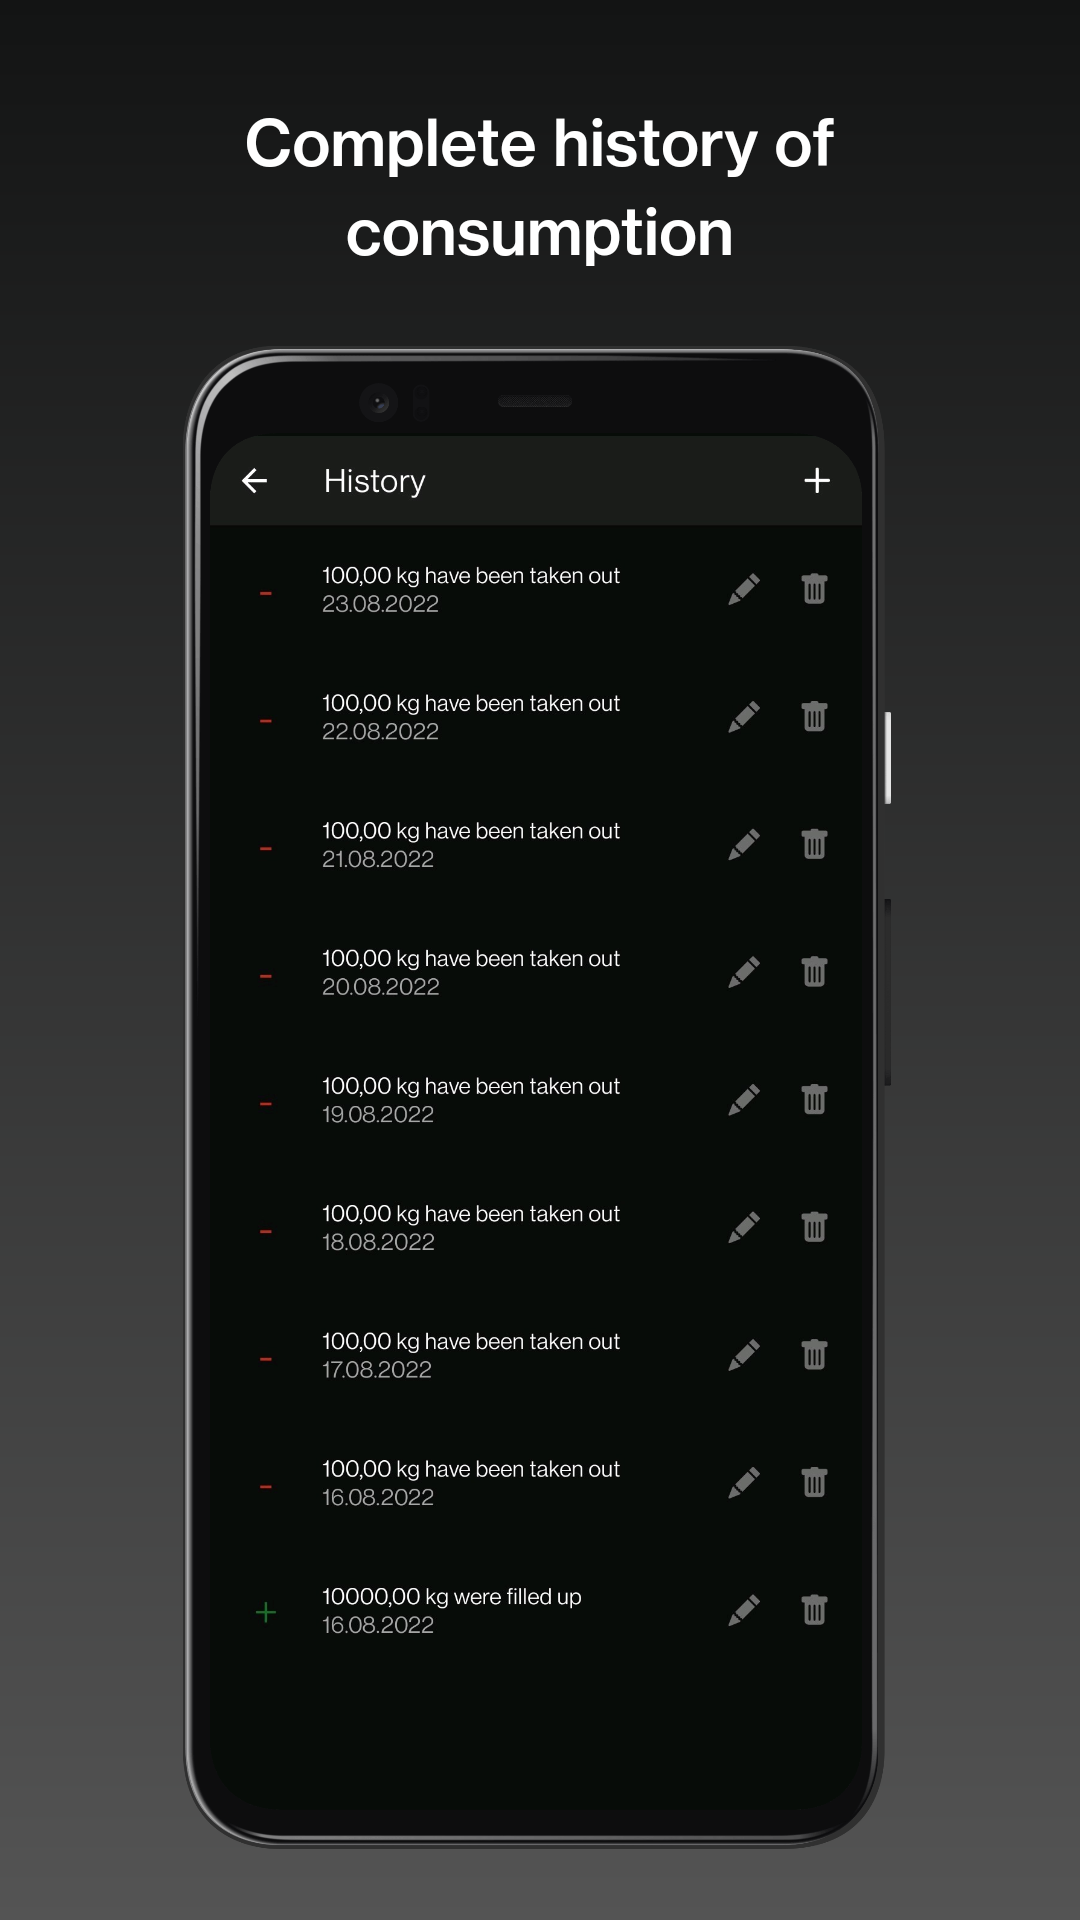 Complete history of
consumption
History
100,00 kg have been taken out
23.08.2022
100,00 kg have been taken out
22.08.2022
100,00 kg have been taken out
21.08.2022
100,00 kg have been taken out
20.08.2022
100,00 kg have been taken out
19.08.2022
100,00 kg have been taken out
18.08.2022
100,00 kg have been taken out
17.08.2022
100,00 kg have been taken out
16.08.2022
10000,00 kg were filled up
16.08.2022